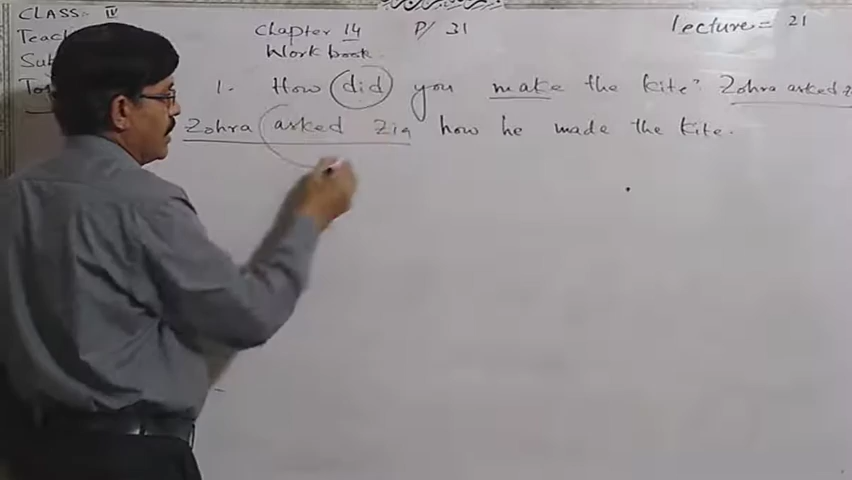 CLASS: IV
Chapter 14 P/ 31
Lecture = 21
Work book.
1. How did you make the kite? Zohra asked
Zohra asked Zia how he made the kite.